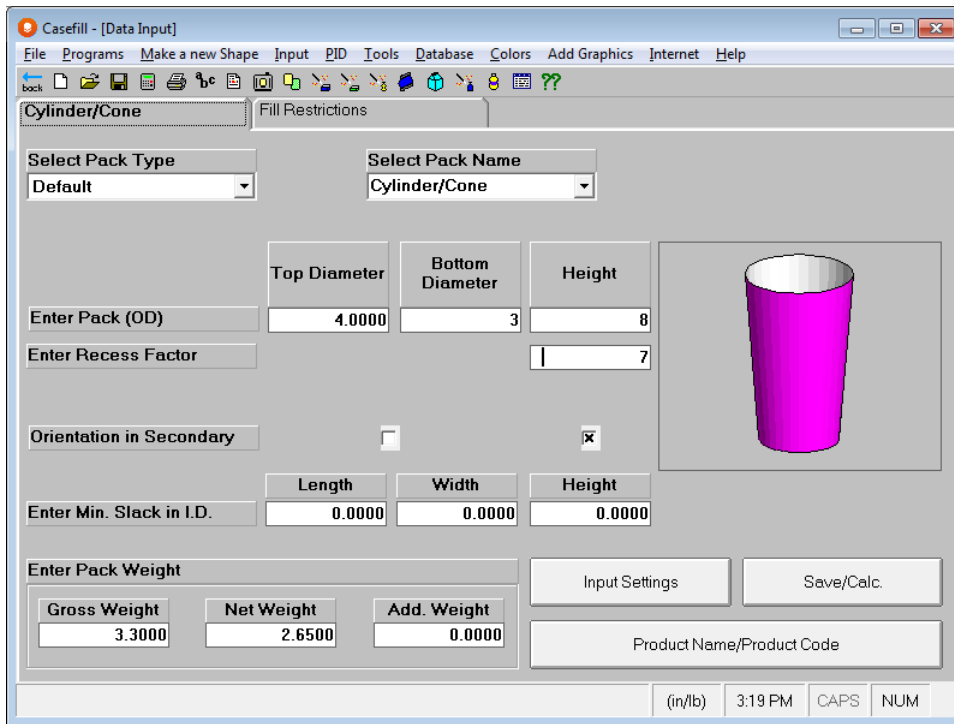 Casefill - [Data Input]
File Programs Make a new Shape Input PID Tools Database Colors Add Graphics Internet Help
back abc ??
Cylinder/Cone Fill Restrictions
Select Pack Type Select Pack Name
Default Cylinder/Cone
Top Diameter Bottom Diameter Height
Enter Pack (OD) 4.0000 3 8
Enter Recess Factor 7
Orientation in Secondary
Length Width Height
Enter Min. Slack in I.D. 0.0000 0.0000 0.0000
Enter Pack Weight
Input Settings Save/Calc.
Gross Weight Net Weight Add. Weight
3.3000 2.6500 0.0000
Product Name/Product Code
(in/lb) 3:19 PM CAPS NUM